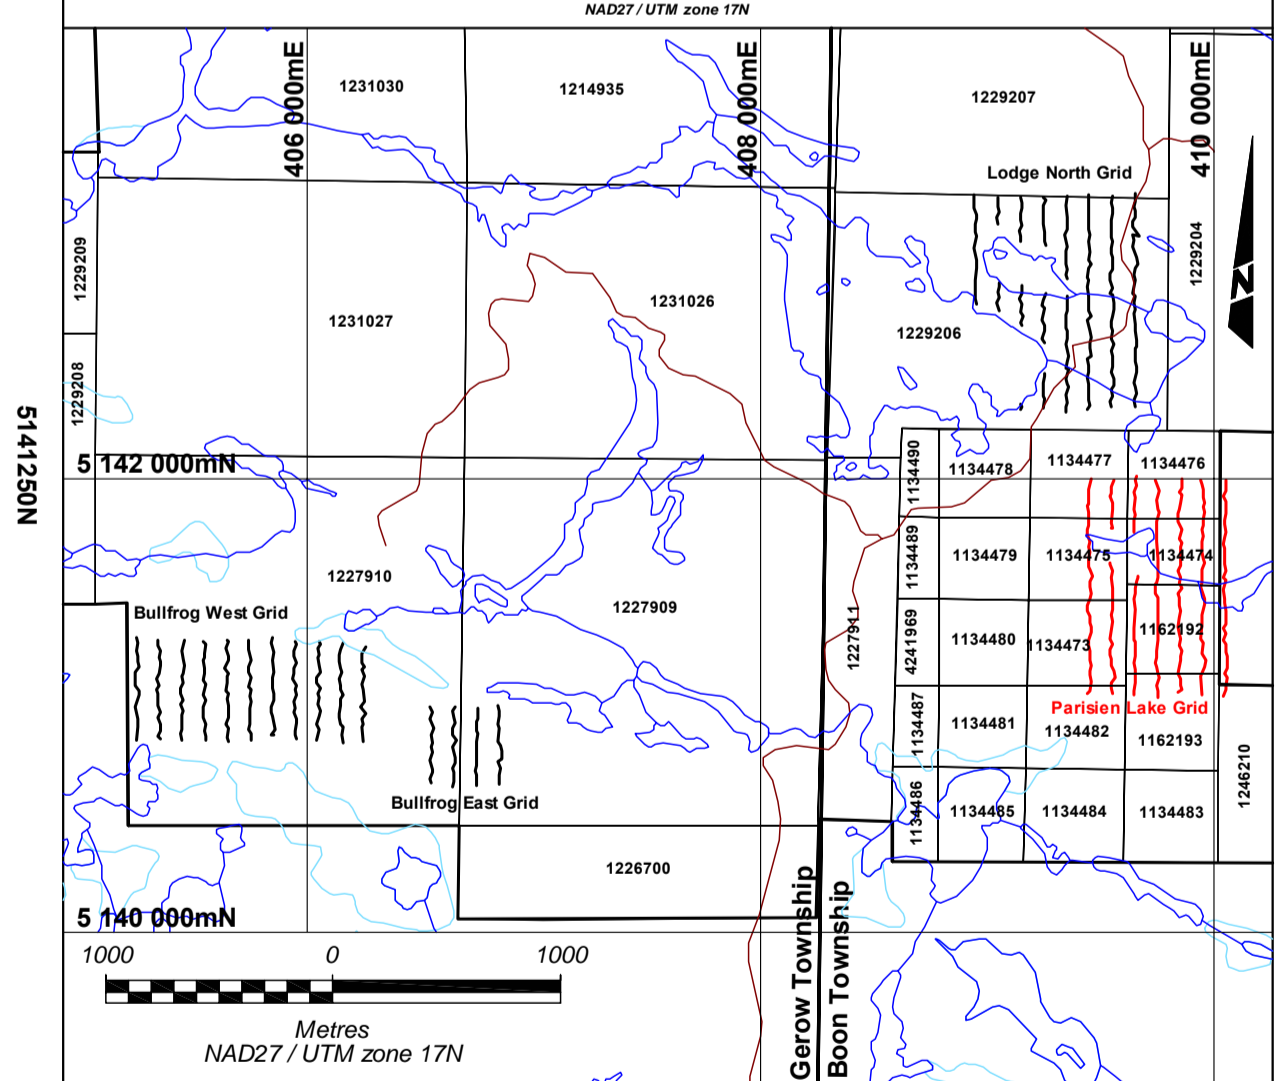 NAD27 / UTM zone 17N
406 000mE
408 000mE
410 000mE
1231030
1214935
1229207
Lodge North Grid
1229209
1229204
1231027
1231026
1229206
N
1229208
5141250N
5 142 000mN
1134490
1134478
1134477
1134476
1134489
1134479
1134475
1134474
1227910
1227909
1227911
Bullfrog West Grid
4241969
1134480
1134473
1162192
Parisien Lake Grid
1134487
1134481
1134482
1162193
1246210
Bullfrog East Grid
1134486
1134485
1134484
1134483
1226700
5 140 000mN
Gerow Township
Boon Township
1000 0 1000
Metres
NAD27 / UTM zone 17N